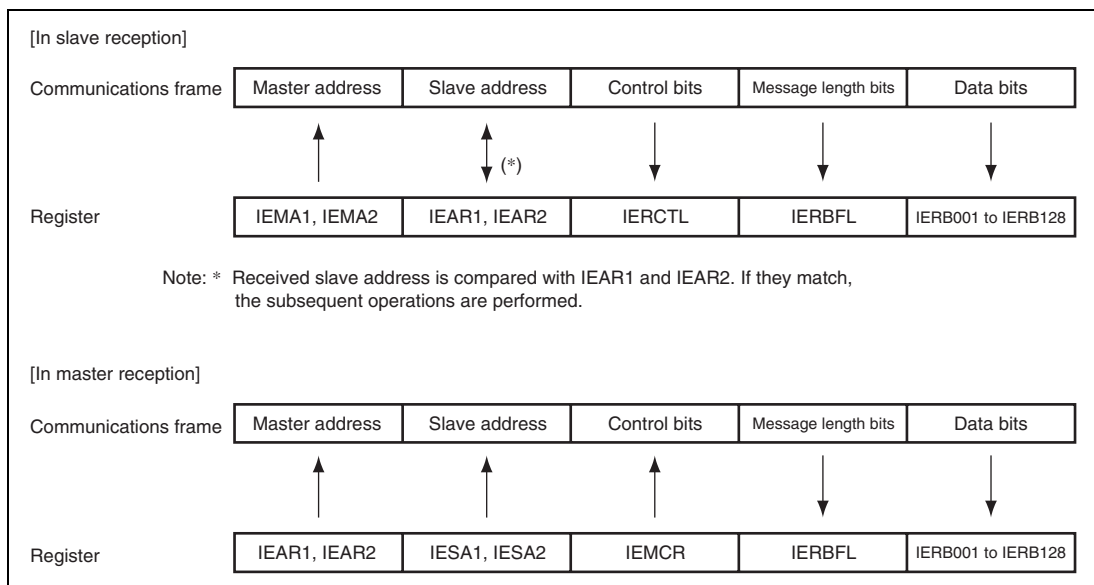 [In slave reception]
Communications frame Master address Slave address Control bits Message length bits Data bits
(*)
Register IEMA1, IEMA2 IEAR1, IEAR2 IERCTL IERBFL IERB001 to IERB128
Note: * Received slave address is compared with IEAR1 and IEAR2. If they match,
the subsequent operations are performed.
[In master reception]
Communications frame Master address Slave address Control bits Message length bits Data bits
Register IEAR1, IEAR2 IESA1, IESA2 IEMCR IERBFL IERB001 to IERB128